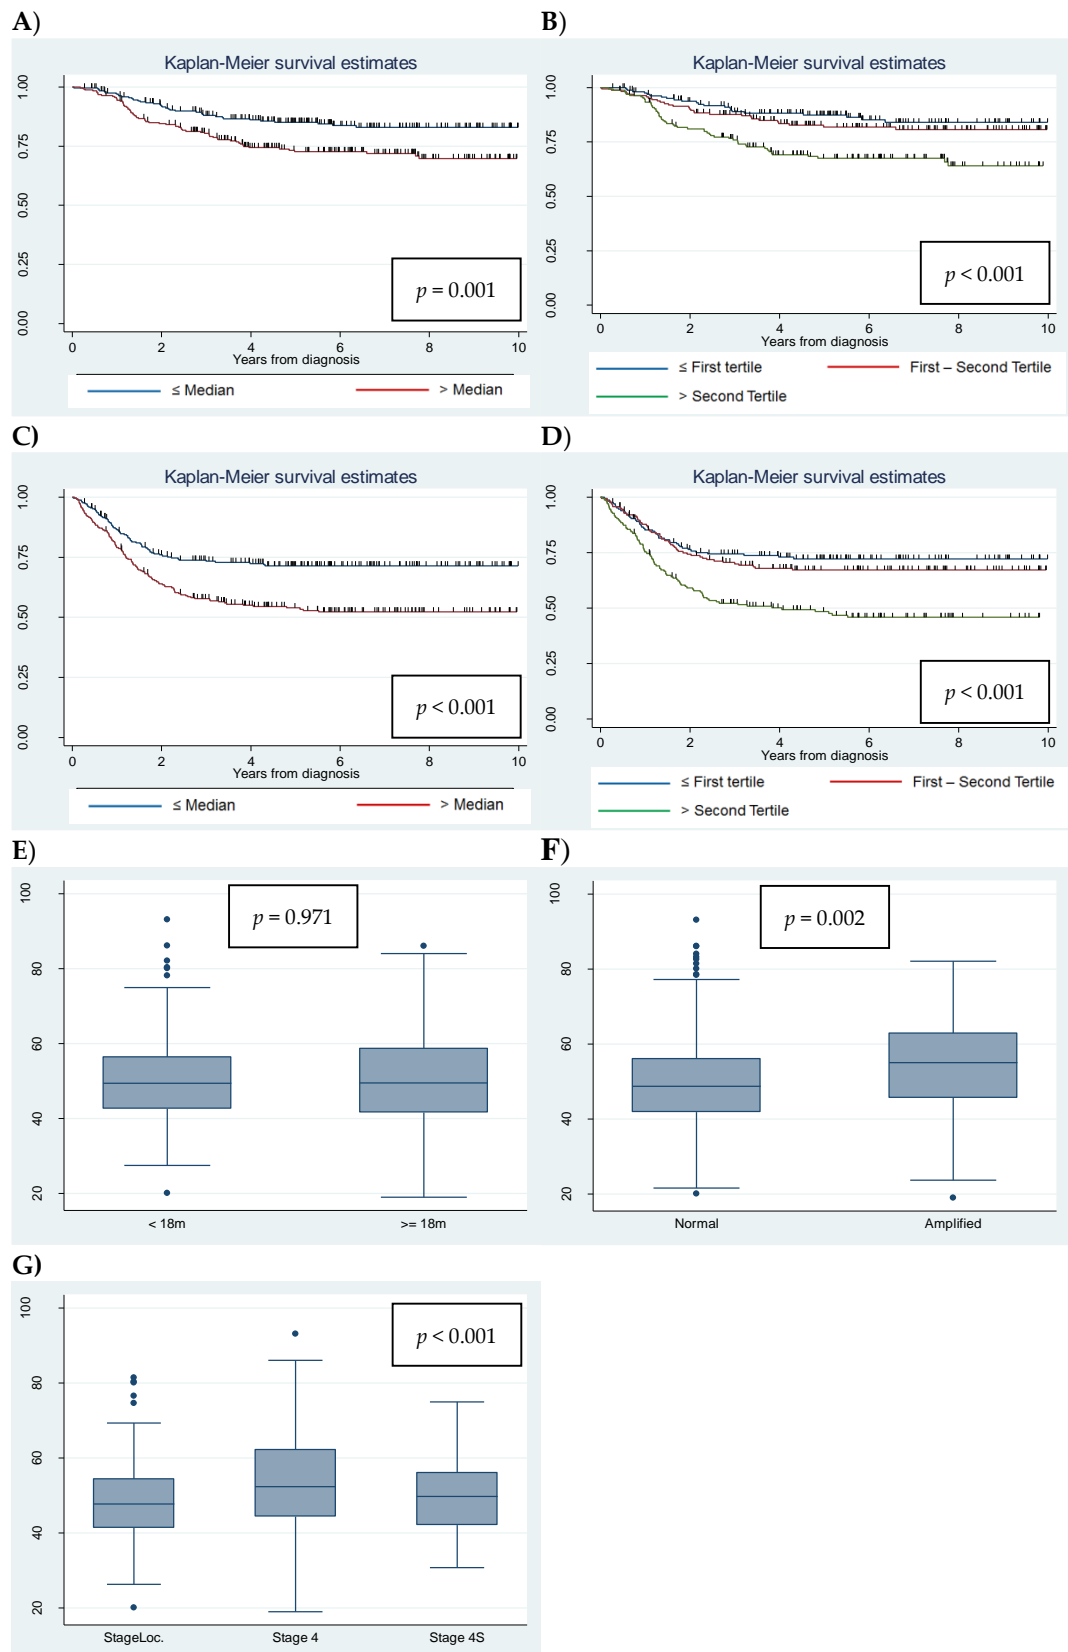 A)
Kaplan-Meier survival estimates
1.00
0.75
0.50
0.25
0.00
p = 0.001
0 2 4 6 8 10
Years from diagnosis
≤ Median > Median
B)
Kaplan-Meier survival estimates
1.00
0.75
0.50
0.25
0.00
p < 0.001
0 2 4 6 8 10
Years from diagnosis
≤ First tertile First – Second Tertile
> Second Tertile
C)
Kaplan-Meier survival estimates
1.00
0.75
0.50
0.25
0.00
p < 0.001
0 2 4 6 8 10
Years from diagnosis
≤ Median > Median
D)
Kaplan-Meier survival estimates
1.00
0.75
0.50
0.25
0.00
p < 0.001
0 2 4 6 8 10
Years from diagnosis
≤ First tertile First – Second Tertile
> Second Tertile
E)
100
80
60
40
20
p = 0.971
< 18m >= 18m
F)
100
80
60
40
20
p = 0.002
Normal Amplified
G)
100
80
60
40
20
p < 0.001
StageLoc. Stage 4 Stage 4S